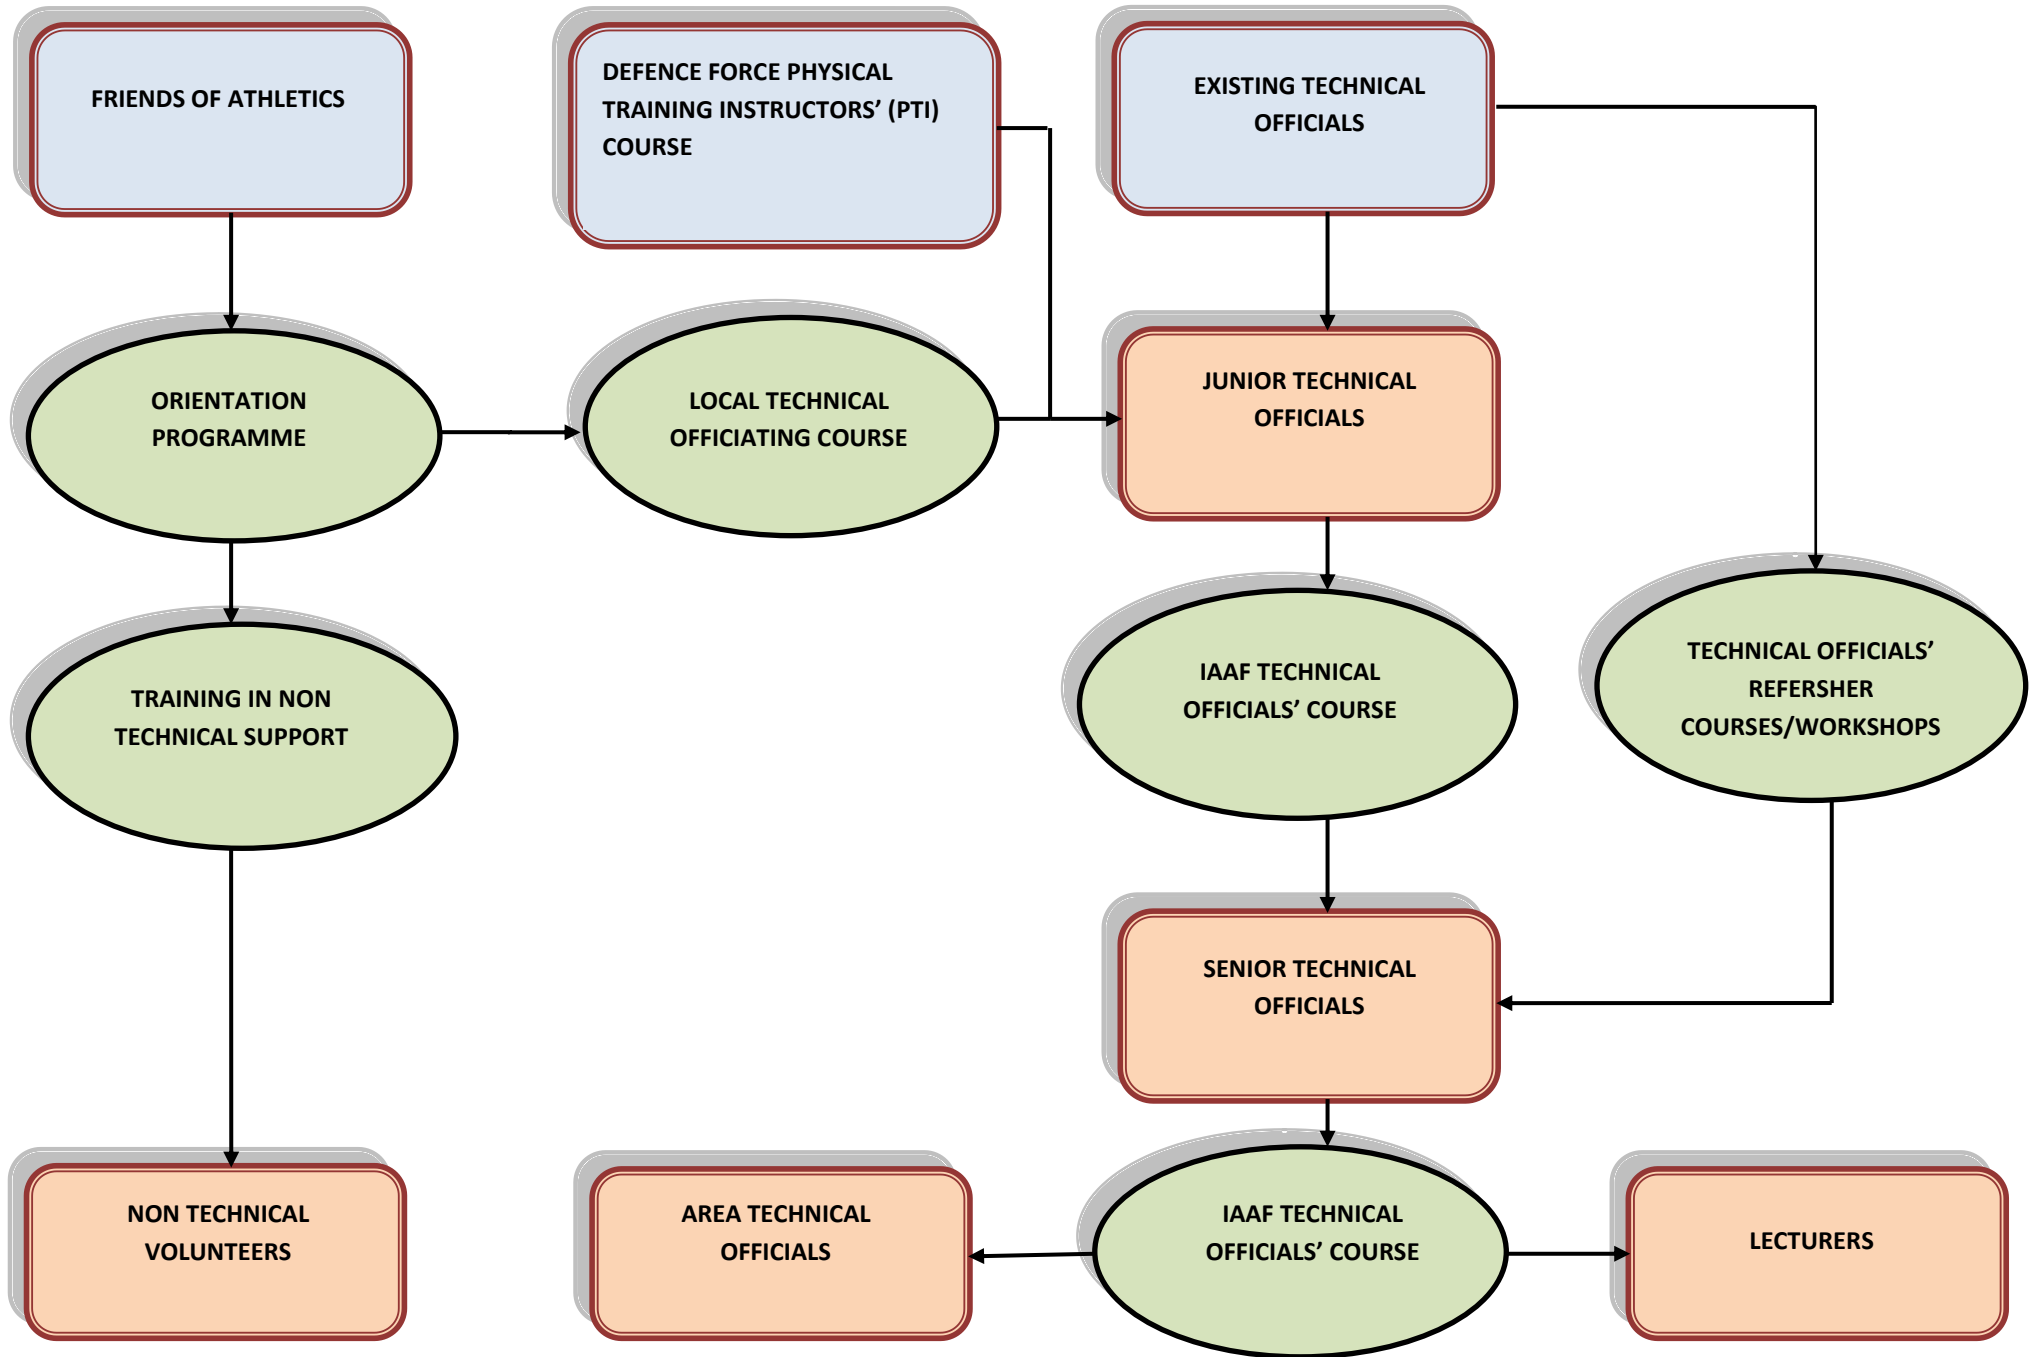 FRIENDS OF ATHLETICS
DEFENCE FORCE PHYSICAL
TRAINING INSTRUCTORS’ (PTI)
COURSE
EXISTING TECHNICAL
OFFICIALS
ORIENTATION
PROGRAMME
LOCAL TECHNICAL
OFFICIATING COURSE
JUNIOR TECHNICAL
OFFICIALS
TRAINING IN NON
TECHNICAL SUPPORT
IAAF TECHNICAL
OFFICIALS’ COURSE
TECHNICAL OFFICIALS’
REFERSHER
COURSES/WORKSHOPS
SENIOR TECHNICAL
OFFICIALS
NON TECHNICAL
VOLUNTEERS
AREA TECHNICAL
OFFICIALS
IAAF TECHNICAL
OFFICIALS’ COURSE
LECTURERS